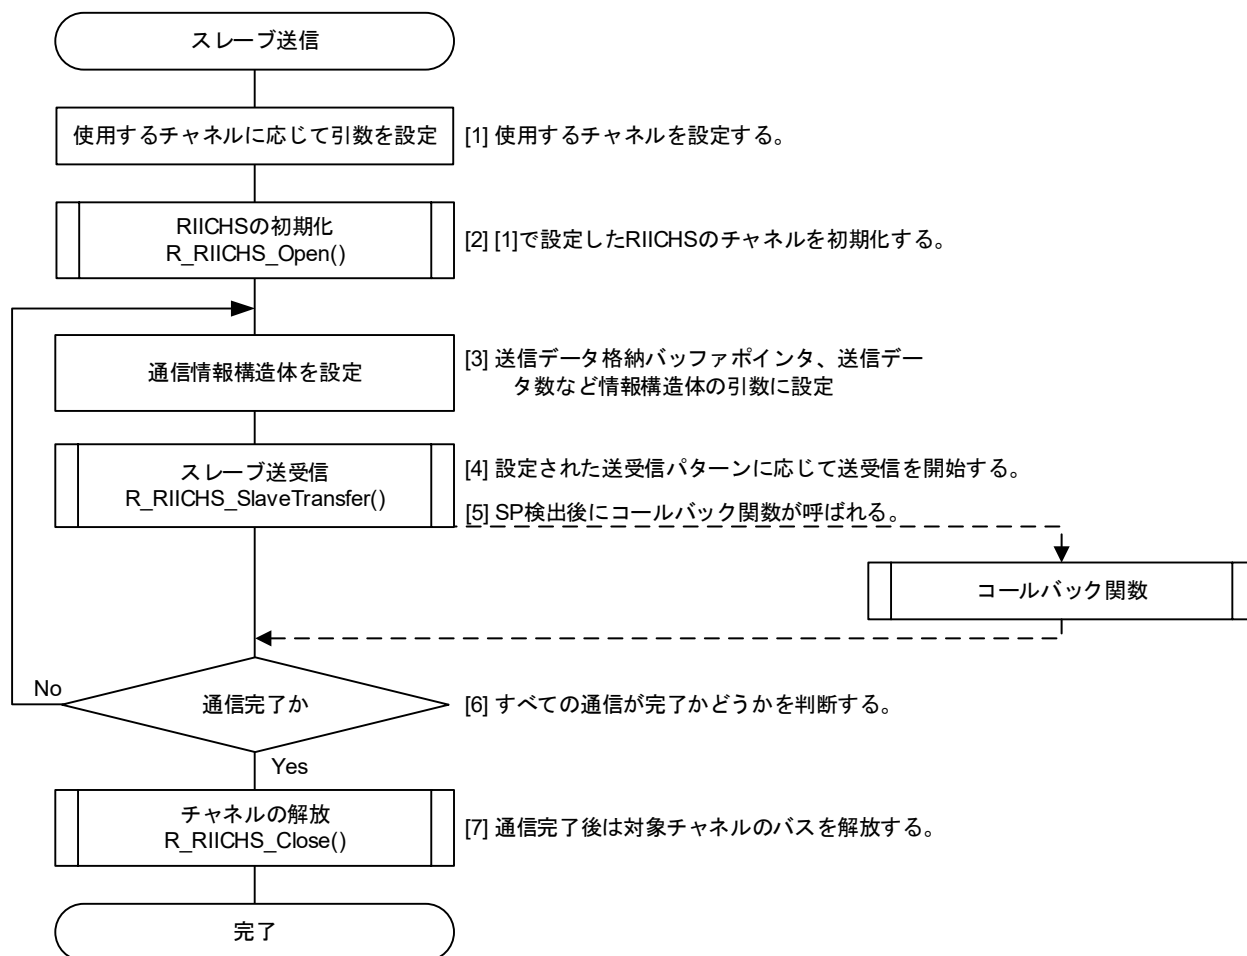 スレーブ送信
使用するチャネルに応じて引数を設定
[1] 使用するチャネルを設定する。
RIICHSの初期化
R_RIICHS_Open()
[2] [1]で設定したRIICHSのチャネルを初期化する。
通信情報構造体を設定
[3] 送信データ格納バッファポインタ、送信デー
タ数など情報構造体の引数に設定
スレーブ送受信
R_RIICHS_SlaveTransfer()
[4] 設定された送受信パターンに応じて送受信を開始する。
[5] SP検出後にコールバック関数が呼ばれる。
コールバック関数
No
通信完了か
[6] すべての通信が完了かどうかを判断する。
Yes
チャネルの解放
R_RIICHS_Close()
[7] 通信完了後は対象チャネルのバスを解放する。
完了